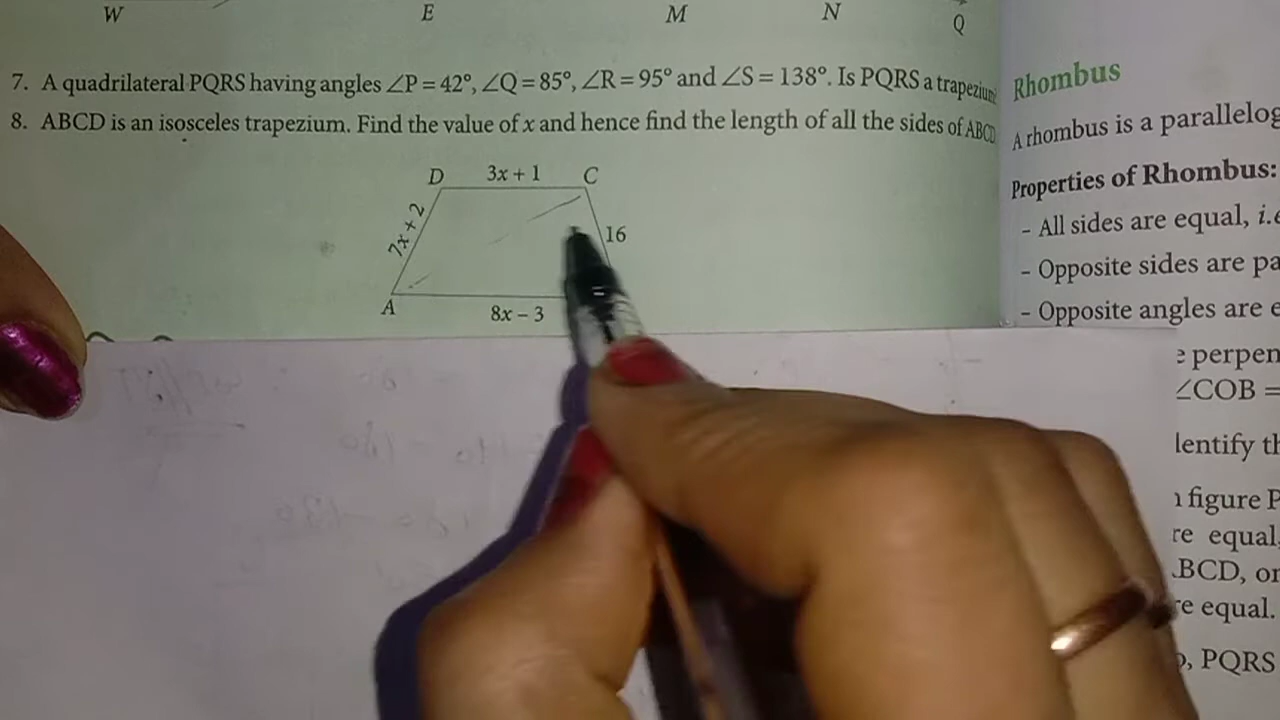 W E M N Q
7. A quadrilateral PQRS having angles ∠P = 42°, ∠Q = 85°, ∠R = 95° and ∠S = 138°. Is PQRS a trapezium
8. ABCD is an isosceles trapezium. Find the value of x and hence find the length of all the sides of ABCD
D 3x + 1 C
7x + 2
16
A
8x – 3
Rhombus
A rhombus is a parallelog
Properties of Rhombus:
- All sides are equal, i.e
- Opposite sides are pa
- Opposite angles are e
perpen
∠COB =
lentify th
figure P
re equal,
BCD, or
re equal.
, PQRS